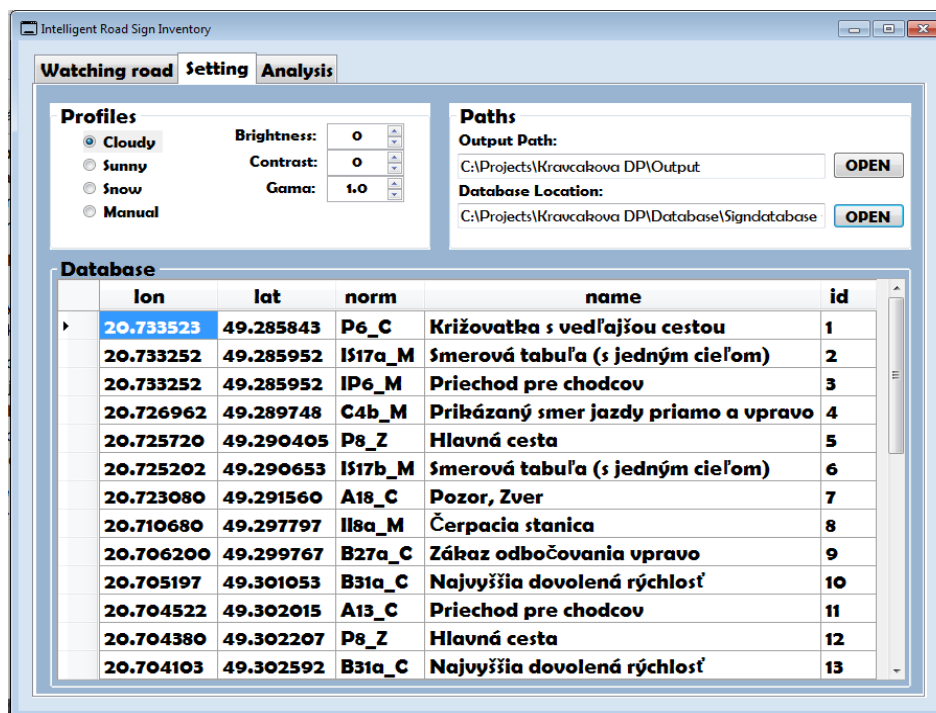 Intelligent Road Sign Inventory
Watching road Setting Analysis
Profiles
Cloudy
Sunny
Snow
Manual
Brightness: 0
Contrast: 0
Gama: 1.0
Paths
Output Path:
C:\Projects\Kravcakova DP\Output OPEN
Database Location:
C:\Projects\Kravcakova DP\Database\Signdatabase OPEN
Database
lon lat norm name id
20.733523 49.285843 P6_C Križovatka s vedľajšou cestou 1
20.733252 49.285952 IS17a_M Smerová tabuľa (s jedným cieľom) 2
20.733252 49.285952 IP6_M Priechod pre chodcov 3
20.726962 49.289748 C4b_M Prikázaný smer jazdy priamo a vpravo 4
20.725720 49.290405 P8_Z Hlavná cesta 5
20.725202 49.290653 IS17b_M Smerová tabuľa (s jedným cieľom) 6
20.723080 49.291560 A18_C Pozor, Zver 7
20.710680 49.297797 II8a_M Čerpacia stanica 8
20.706200 49.299767 B27a_C Zákaz odbočovania vpravo 9
20.705197 49.301053 B31a_C Najvyššia dovolená rýchlosť 10
20.704522 49.302015 A13_C Priechod pre chodcov 11
20.704380 49.302207 P8_Z Hlavná cesta 12
20.704103 49.302592 B31a_C Najvyššia dovolená rýchlosť 13